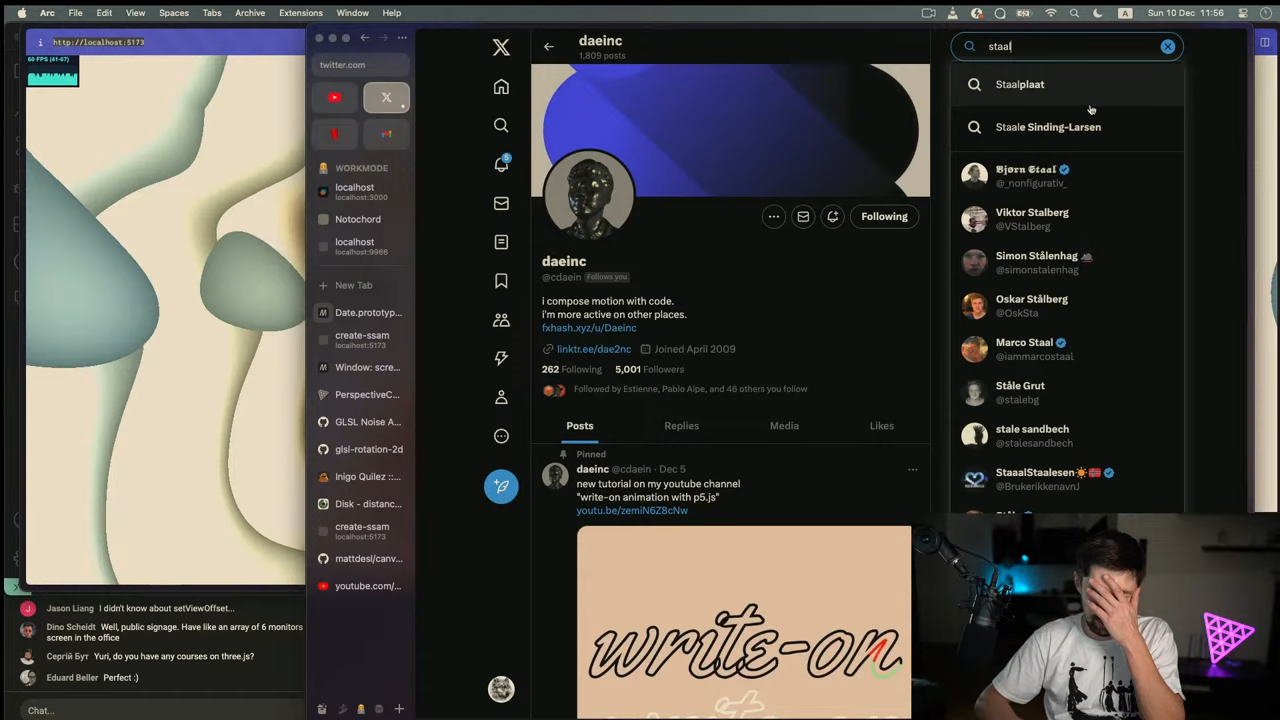 Arc File Edit View Spaces Tabs Archive Extensions Window Help
Sun 10 Dec 11:56
http://localhost:5173
60 FPS (41-67)
Jason Liang I didn't know about setViewOffset...
Dino Scheidt Well, public signage. Have like an array of 6 monitors
screen in the office
Сергій Бут Yuri, do you have any courses on three.js?
Eduard Beller Perfect :)
Chat...
twitter.com
WORKMODE
localhost
localhost:3000
Notochord
localhost
localhost:9966
New Tab
Date.prototyp...
create-ssam
localhost:5173
Window: scre...
PerspectiveC...
GLSL Noise A...
glsl-rotation-2d
Inigo Quilez ::...
Disk - distanc...
create-ssam
localhost:5173
mattdesl/canv...
youtube.com/...
5
daeinc
1,809 posts
Following
daeinc
@cdaein Follows you
i compose motion with code.
i'm more active on other places.
fxhash.xyz/u/Daeinc
linktr.ee/dae2nc Joined April 2009
262 Following 5,001 Followers
Followed by Estienne, Pablo Alpe, and 46 others you follow
Posts Replies Media Likes
Pinned
daeinc @cdaein · Dec 5
new tutorial on my youtube channel
"write-on animation with p5.js"
youtu.be/zemiN6Z8cNw
write-on
staal
Staalplaat
Staale Sinding-Larsen
𝕭𝖏ø𝖗𝖓 𝕾𝖙𝖆𝖆𝖑
@_nonfigurativ_
Viktor Stalberg
@VStalberg
Simon Stålenhag
@simonstalenhag
Oskar Stålberg
@OskSta
Marco Staal
@iammarcostaal
Ståle Grut
@stalebg
stale sandbech
@stalesandbech
StaaalStaalesen☀️🇳🇴
@BrukerikkenavnJ